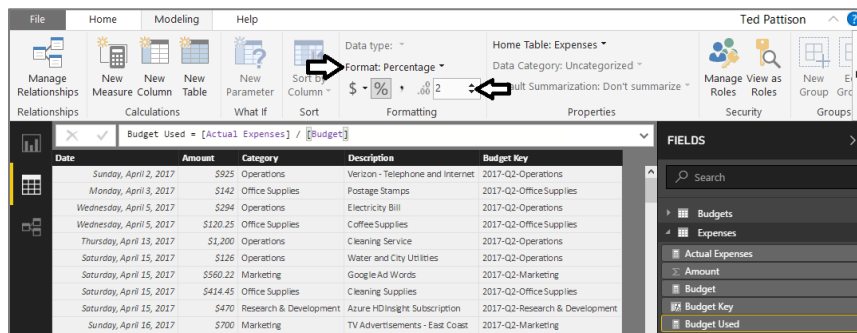 File Home Modeling Help Ted Pattison
Manage Relationships
New Measure
New Column
New Table
New Parameter
Sort by Column
Data type:
Format: Percentage
$ % , .00 2
Home Table: Expenses
Data Category: Uncategorized
Default Summarization: Don't summarize
Manage Roles
View as Roles
New Group
Relationships Calculations What If Sort Formatting Properties Security Groups
Budget Used = [Actual Expenses] / [Budget]
Date Amount Category Description Budget Key
Sunday, April 2, 2017 $925 Operations Verizon - Telephone and Internet 2017-Q2-Operations
Monday, April 3, 2017 $142 Office Supplies Postage Stamps 2017-Q2-Office Supplies
Wednesday, April 5, 2017 $294 Operations Electricity Bill 2017-Q2-Operations
Wednesday, April 5, 2017 $120.25 Office Supplies Coffee Supplies 2017-Q2-Office Supplies
Thursday, April 13, 2017 $1,200 Operations Cleaning Service 2017-Q2-Operations
Saturday, April 15, 2017 $126 Operations Water and City Utilities 2017-Q2-Operations
Saturday, April 15, 2017 $560.22 Marketing Google Ad Words 2017-Q2-Marketing
Saturday, April 15, 2017 $414.45 Office Supplies Cleaning Supplies 2017-Q2-Office Supplies
Saturday, April 15, 2017 $470 Research & Development Azure HDInsight Subscription 2017-Q2-Research & Development
Sunday, April 16, 2017 $700 Marketing TV Advertisements - East Coast 2017-Q2-Marketing
FIELDS
Search
Budgets
Expenses
Actual Expenses
Amount
Budget
Budget Key
Budget Used